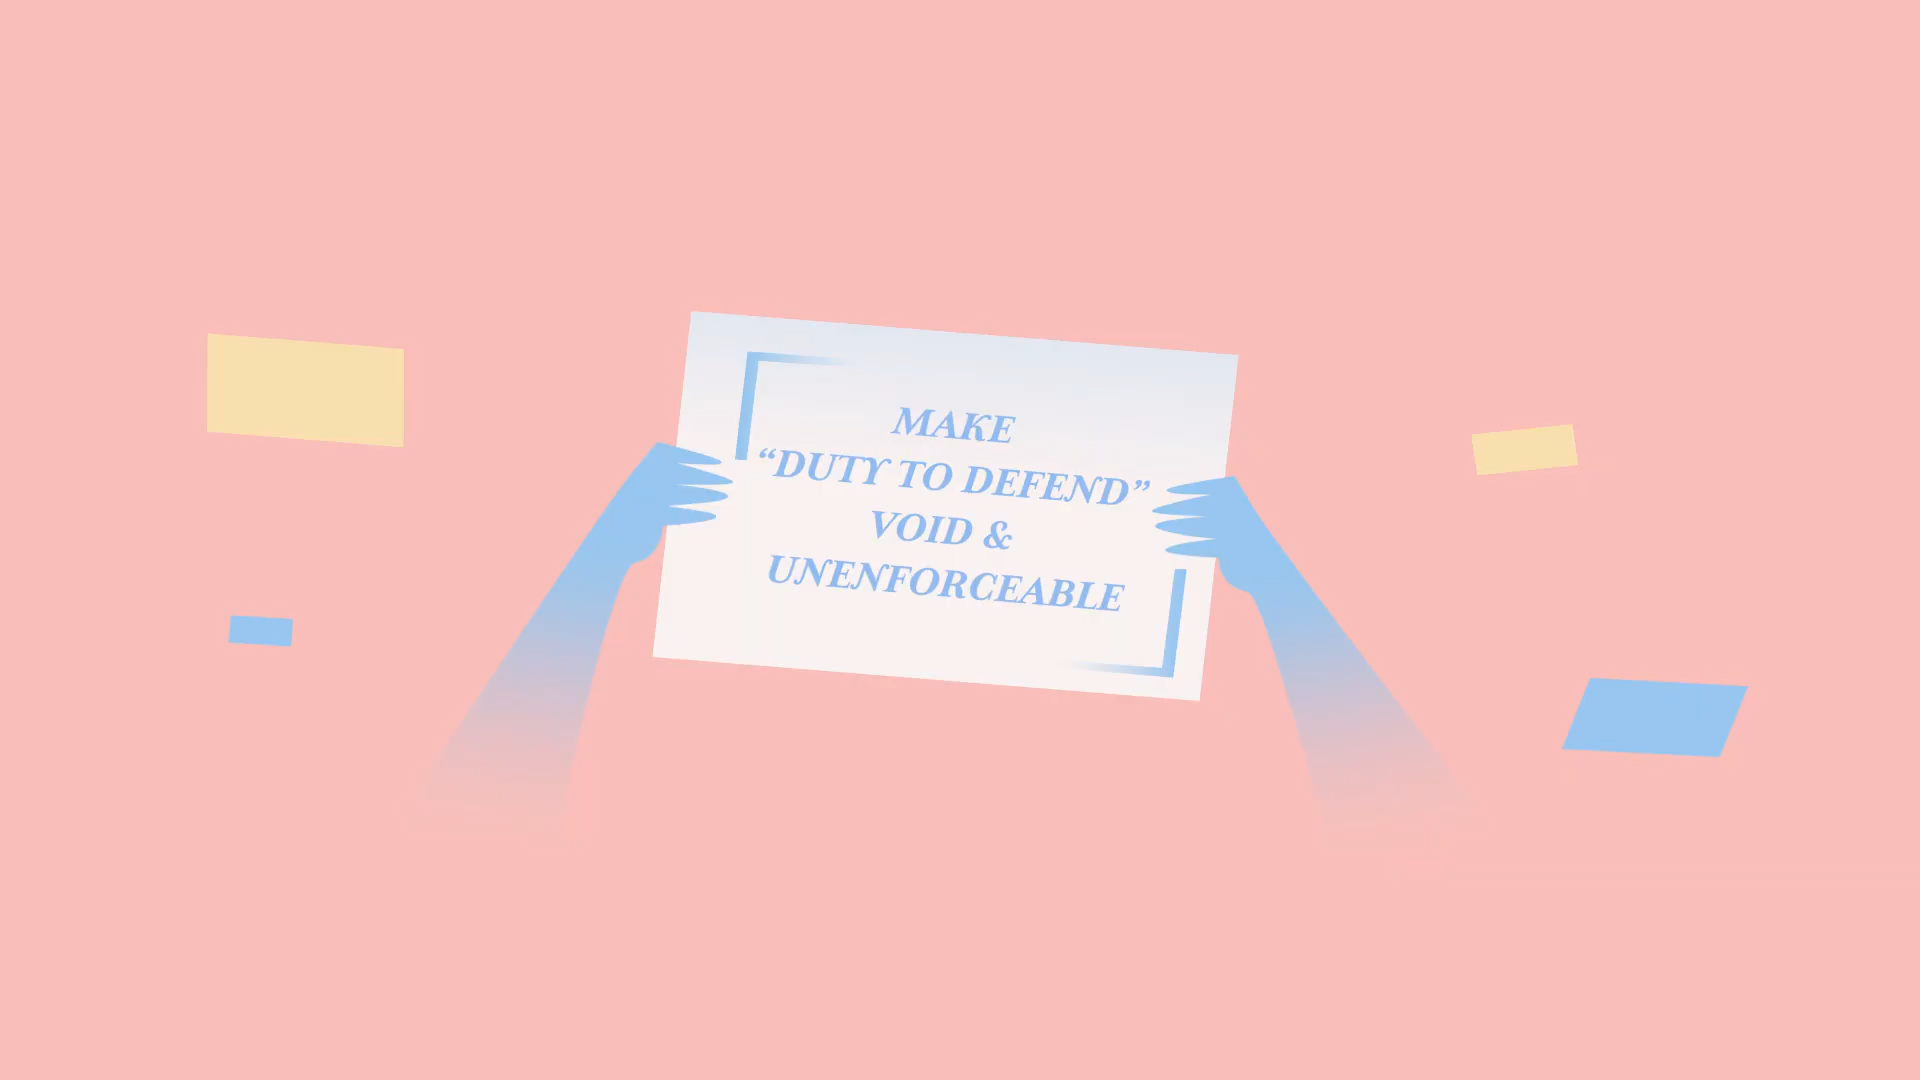 MAKE
“DUTY TO DEFEND”
VOID &
UNENFORCEABLE